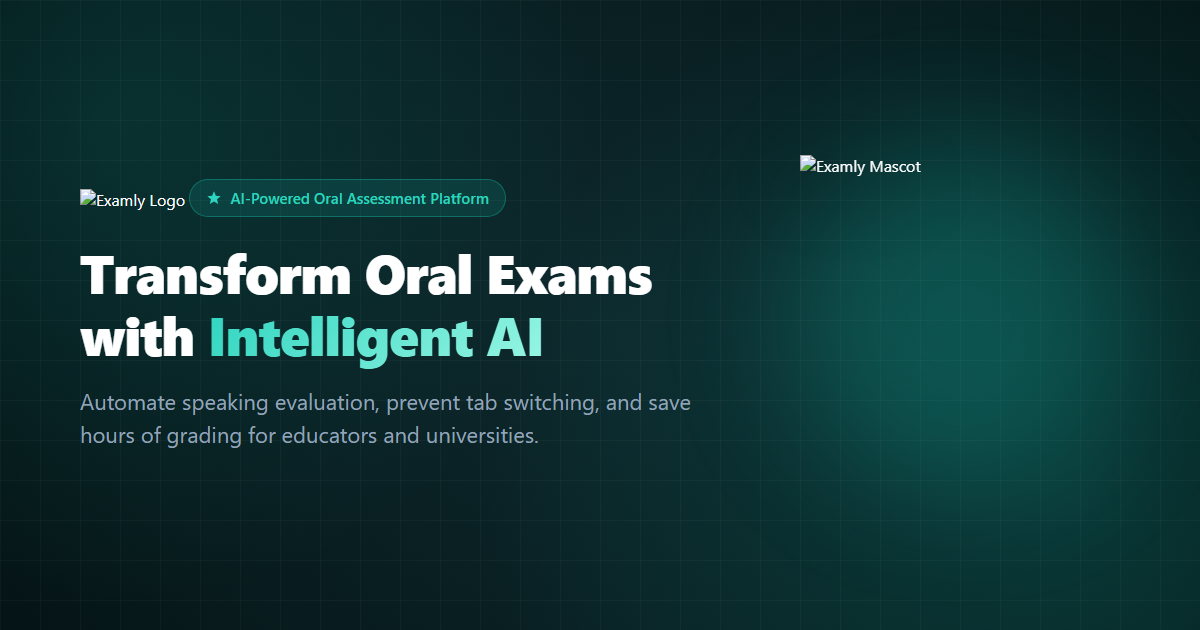 Examly Logo
AI-Powered Oral Assessment Platform
Examly Mascot
Transform Oral Exams
with Intelligent AI
Automate speaking evaluation, prevent tab switching, and save
hours of grading for educators and universities.